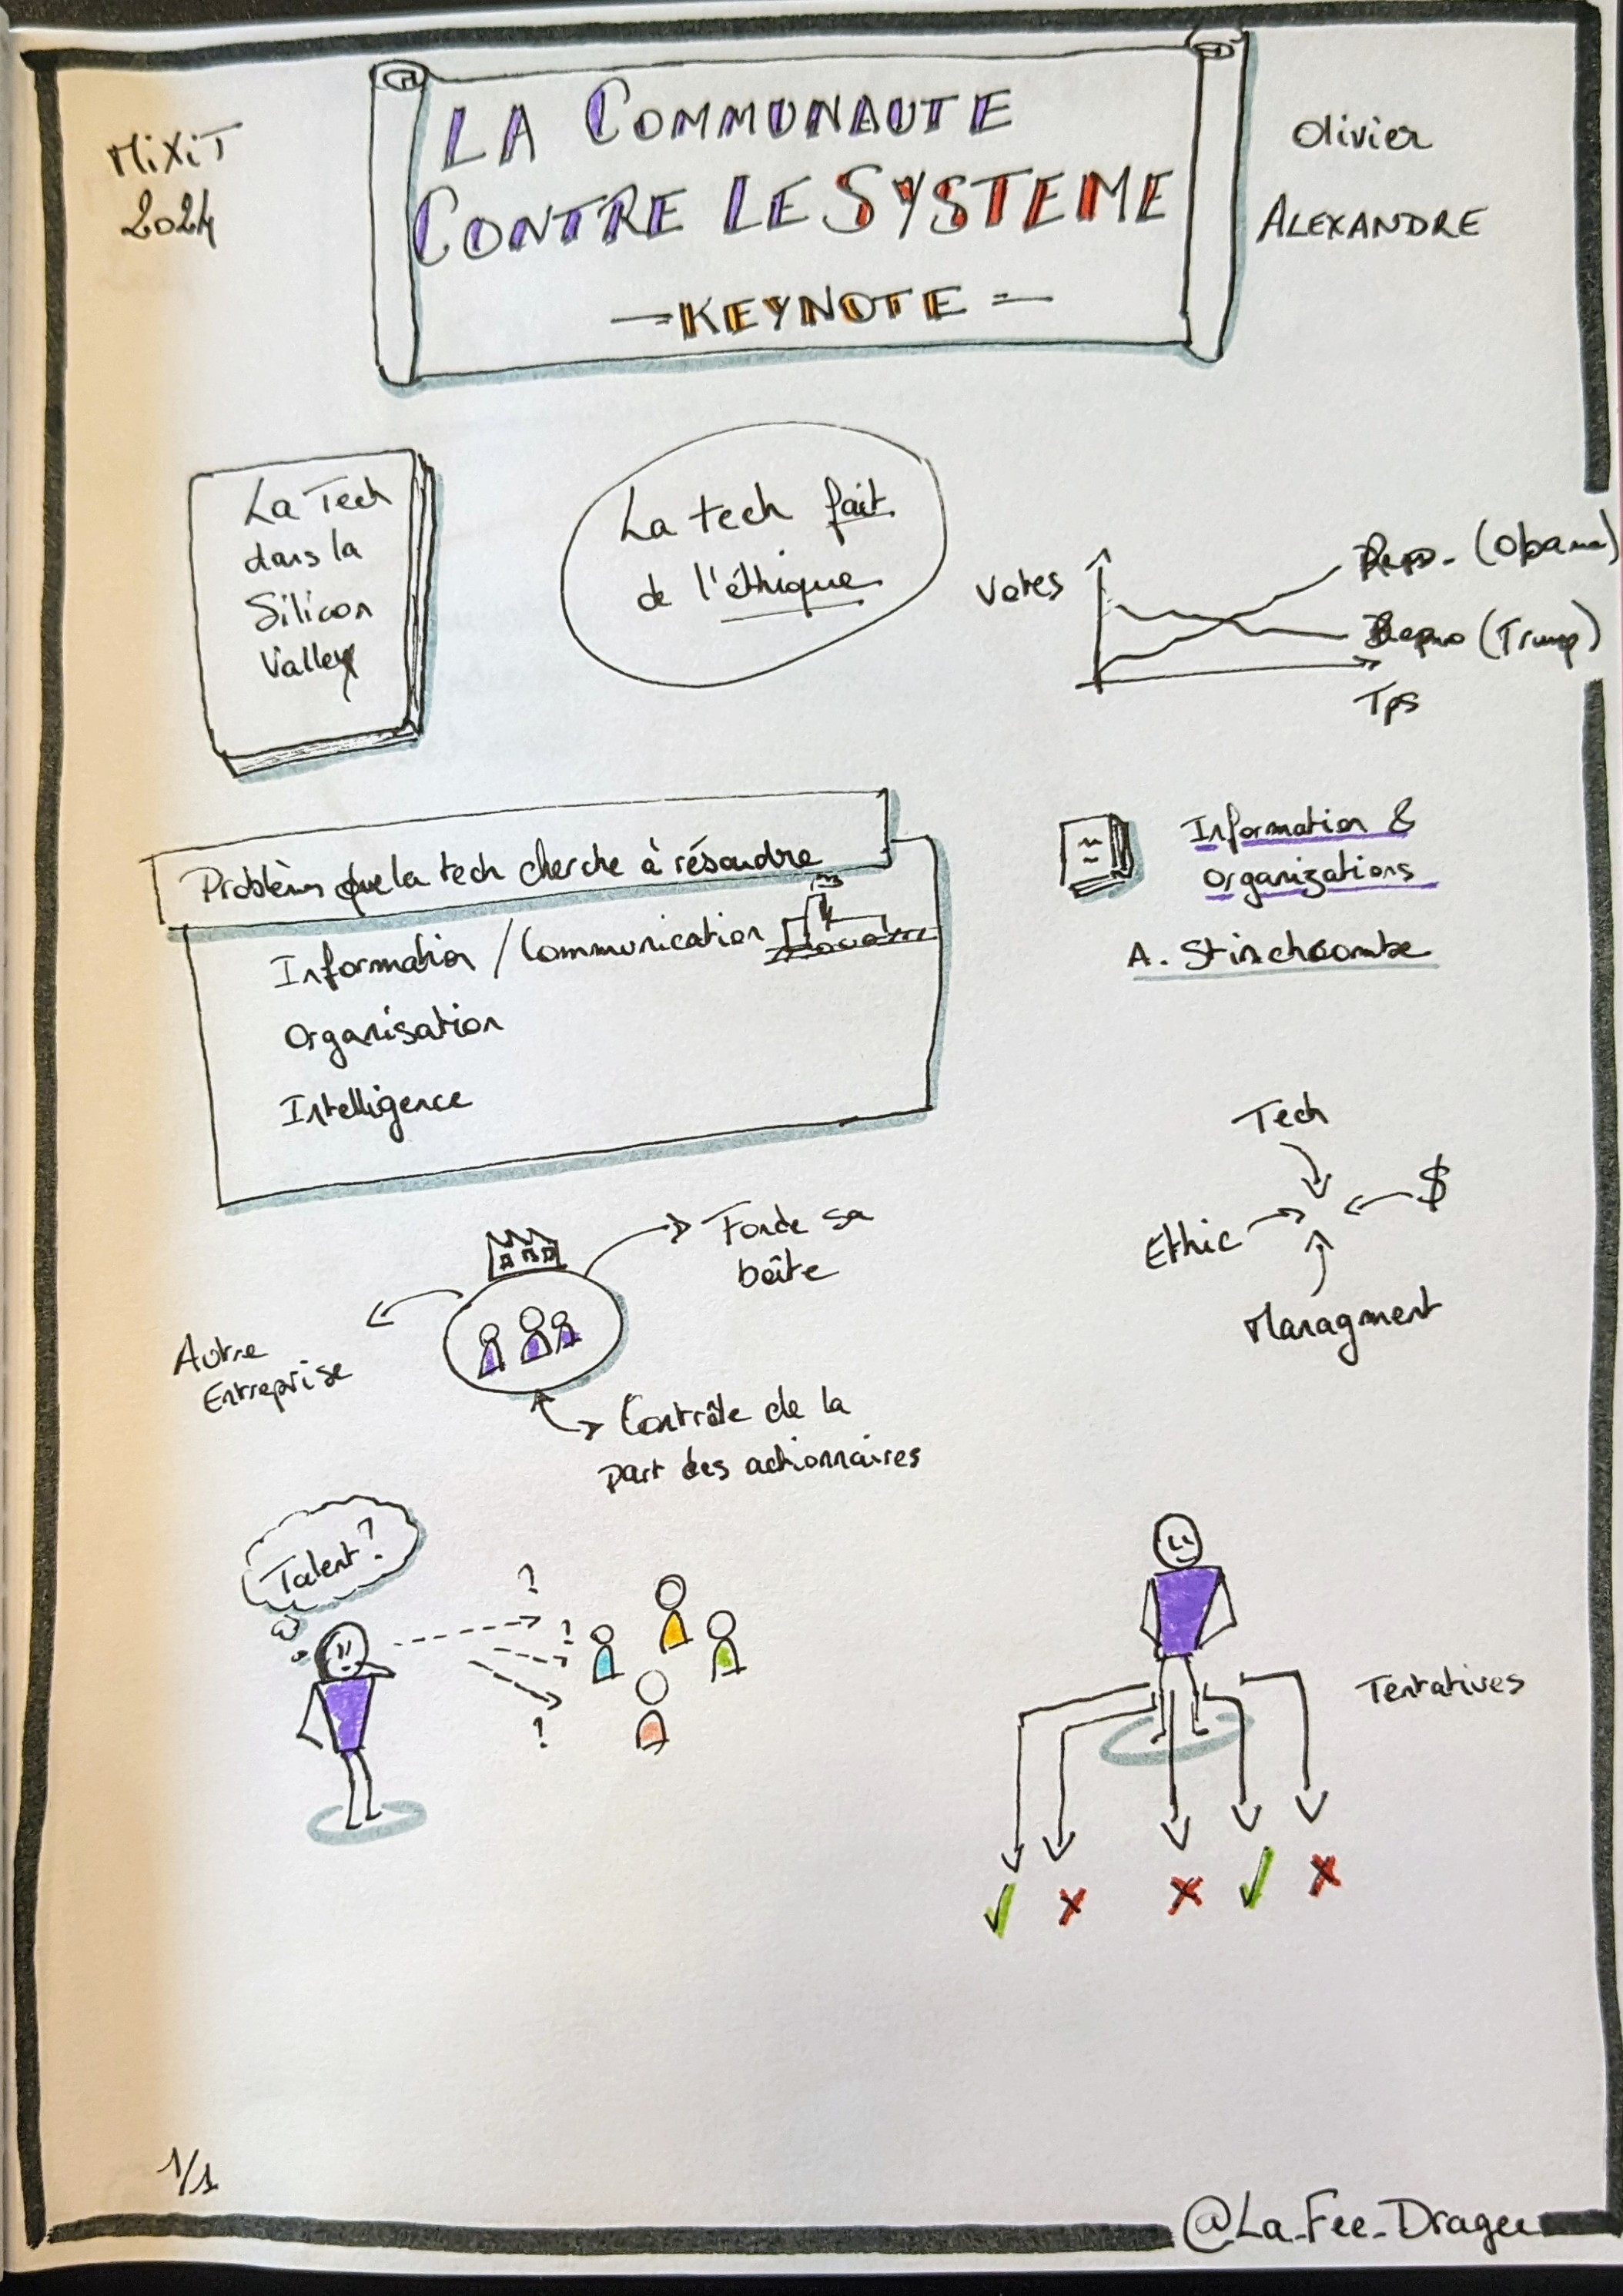 MiXiT
2024
LA COMMUNAUTE
CONTRE LE SYSTEME
- KEYNOTE -
Olivier
ALEXANDRE
La Tech
dans la
Silicon
Valley
La tech fait
de l'éthique
Votes
(Obama)
(Trump)
Tps
Problèmes que la tech cherche à résoudre
Information / Communication
Organisation
Intelligence
Information &
Organizations
A. Stinchcombe
Tech
$
Ethic
Managment
Fonde sa
boîte
Autre
Entreprise
Contrôle de la
part des actionnaires
Talent?
?
?
?
Tentatives
1/1
@La_Fee_Dragee